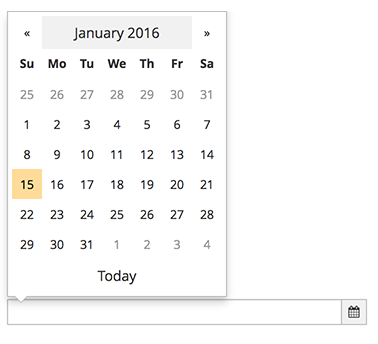 « January 2016 »
Su Mo Tu We Th Fr Sa
25 26 27 28 29 30 31
1 2 3 4 5 6 7
8 9 10 11 12 13 14
15 16 17 18 19 20 21
22 23 24 25 26 27 28
29 30 31 1 2 3 4
Today